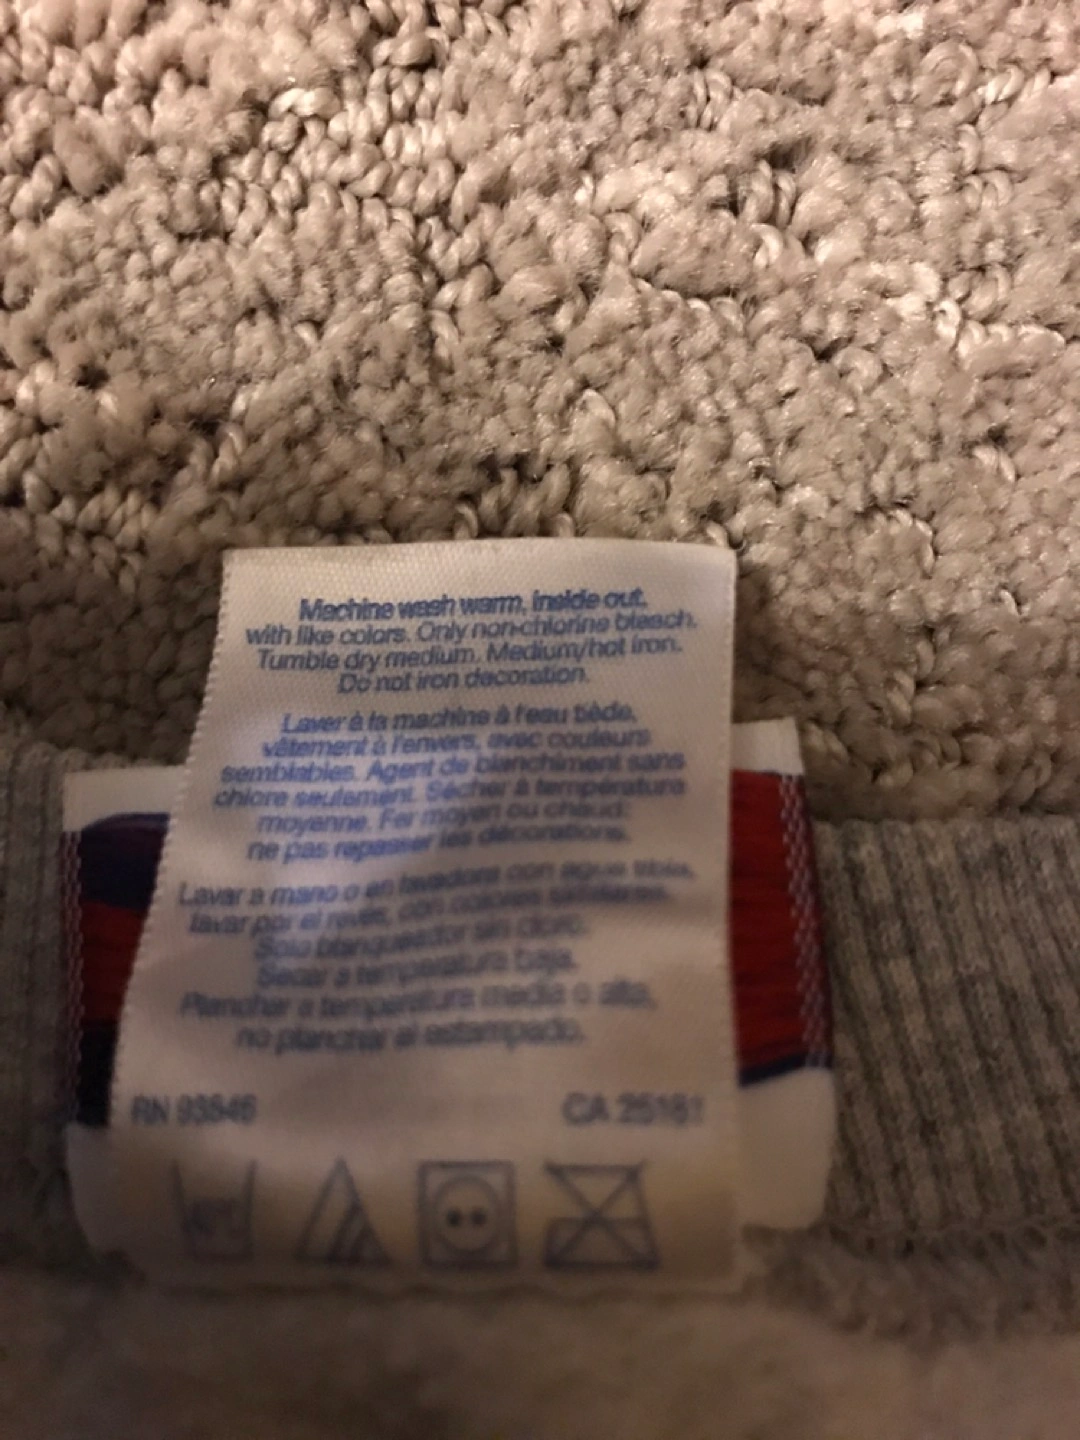 Machine wash warm, inside out,
with like colors. Only non-chlorine bleach.
Tumble dry medium. Medium/hot iron.
Do not iron decoration.
Laver à la machine à l'eau tiède,
vêtement à l'envers, avec couleurs
semblables. Agent de blanchiment sans
chlore seulement. Sécher à température
moyenne. Fer moyen ou chaud;
ne pas repasser les décorations.
Lavar a mano o en lavadora con agua tibia,
lavar por el revés, con colores
Solo blanqueador sin cloro.
Secar a temperatura baja.
Planchar a temperatura media o alta,
no planchar el estampado.
RN CA